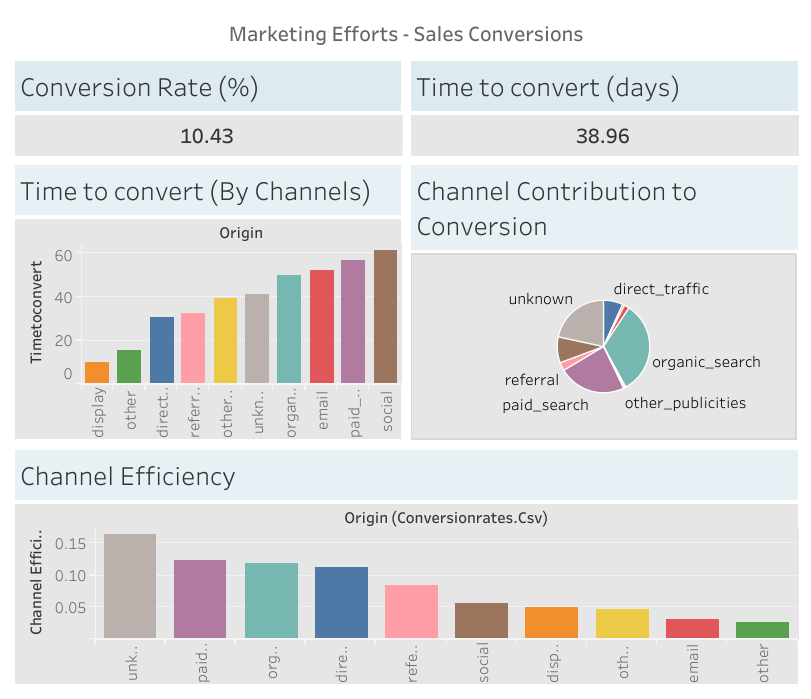 Marketing Efforts - Sales Conversions
Conversion Rate (%)
Time to convert (days)
10.43
38.96
Time to convert (By Channels)
Channel Contribution to
Conversion
Origin
Timetoconvert
60
40
20
0
display
other
direct..
referr..
other..
unkn..
organ..
email
paid_..
social
direct_traffic
unknown
organic_search
referral
paid_search
other_publicities
Channel Efficiency
Origin (Conversionrates.Csv)
Channel Effici..
0.15
0.10
0.05
unk..
paid..
org..
dire..
refe..
social
disp..
oth..
email
other